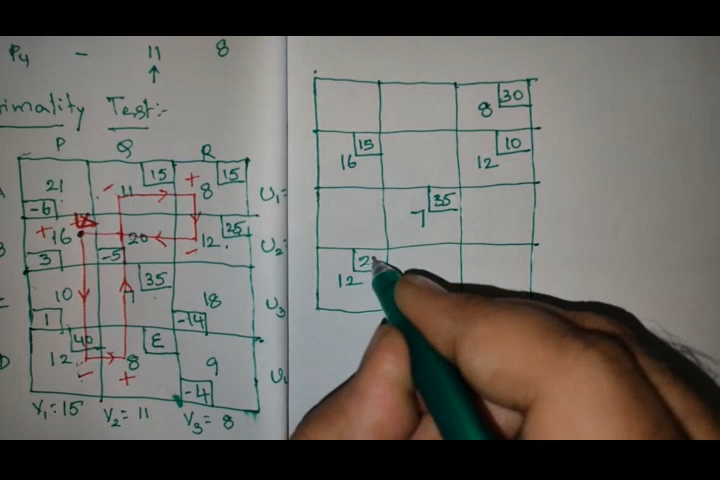 P4 - 11 8
↑
imality Test:-
P Q R
21 -6 - 11 15 + 8 15 U1=
+ 16 3 20 -5 - 12 25 U2=
10 1 7 35 18 -14 U3
12 40 - 8 ε + 9 -4 U
V1=15 V2=11 V3=8
8 30
16 15 12 10
7 35
12 2